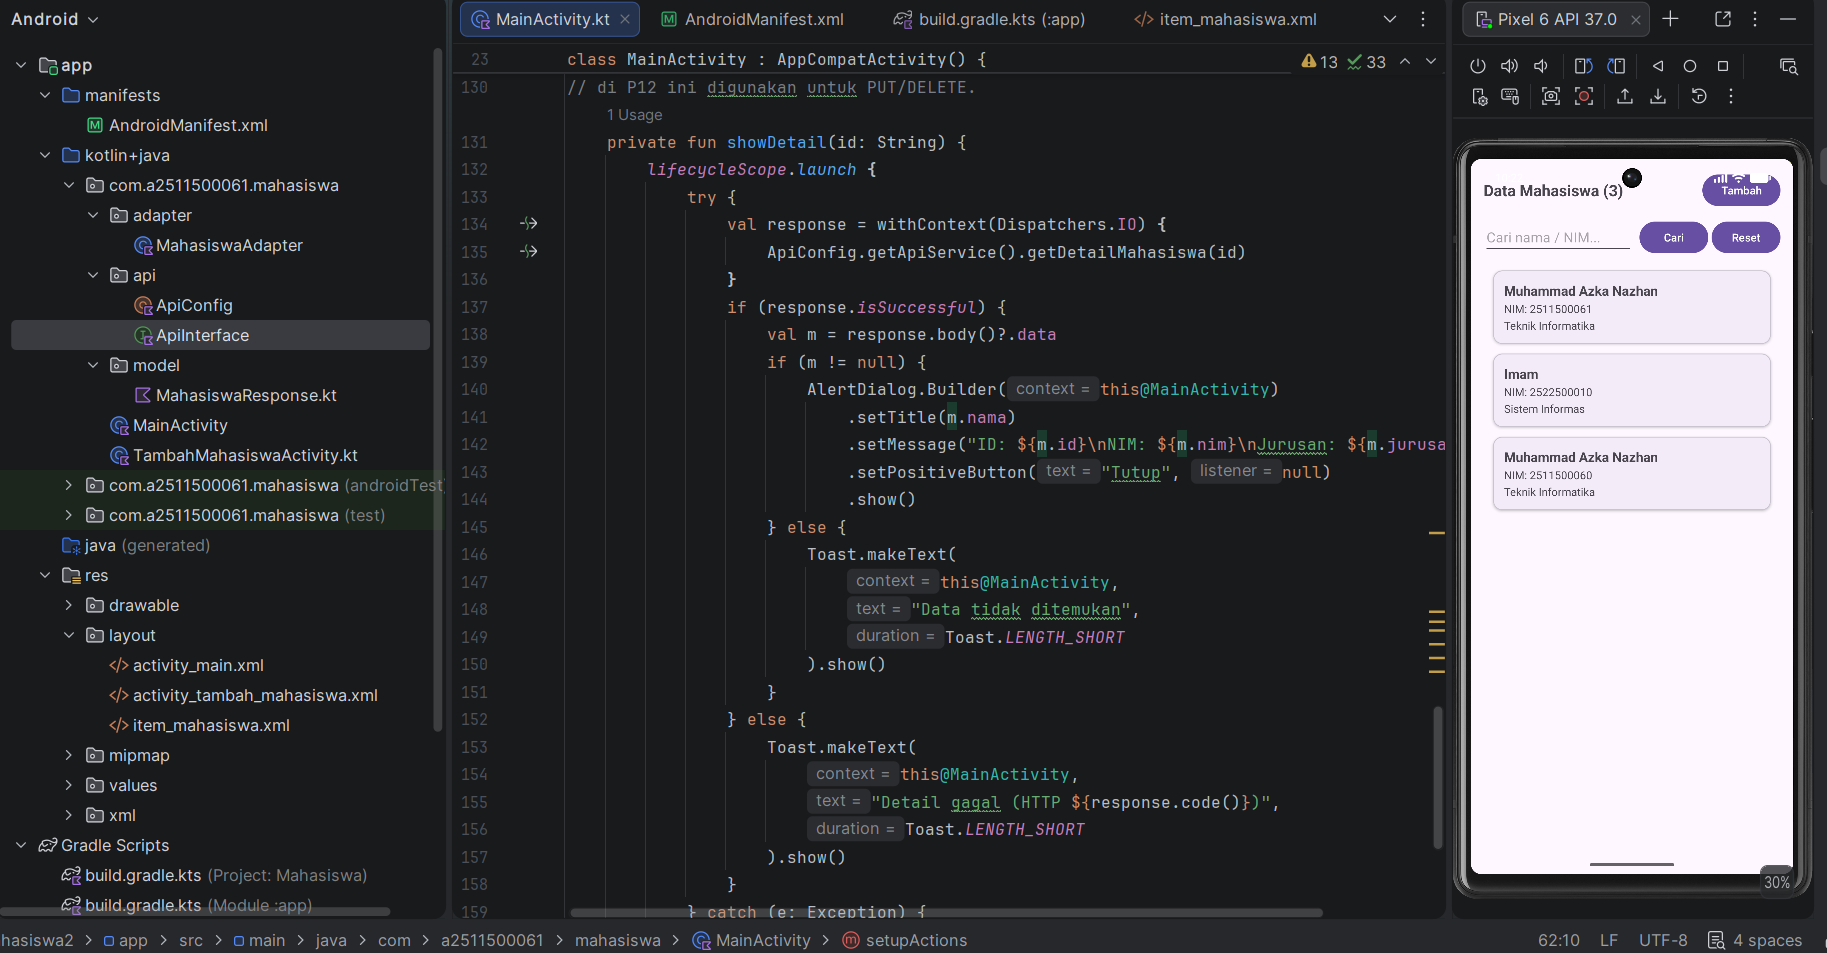 Android
app
manifests
AndroidManifest.xml
kotlin+java
com.a2511500061.mahasiswa
adapter
MahasiswaAdapter
api
ApiConfig
ApiInterface
model
MahasiswaResponse.kt
MainActivity
TambahMahasiswaActivity.kt
com.a2511500061.mahasiswa (androidTest)
com.a2511500061.mahasiswa (test)
java (generated)
res
drawable
layout
activity_main.xml
activity_tambah_mahasiswa.xml
item_mahasiswa.xml
mipmap
values
xml
Gradle Scripts
build.gradle.kts (Project: Mahasiswa)
build.gradle.kts (Module :app)
MainActivity.kt AndroidManifest.xml build.gradle.kts (:app) item_mahasiswa.xml
23 class MainActivity : AppCompatActivity() { 13 33
130 // di P12 ini digunakan untuk PUT/DELETE.
1 Usage
131 private fun showDetail(id: String) {
132 lifecycleScope.launch {
133 try {
134 val response = withContext(Dispatchers.IO) {
135 ApiConfig.getApiService().getDetailMahasiswa(id)
136 }
137 if (response.isSuccessful) {
138 val m = response.body()?.data
139 if (m != null) {
140 AlertDialog.Builder( context = this@MainActivity)
141 .setTitle(m.nama)
142 .setMessage("ID: ${m.id}\nNIM: ${m.nim}\nJurusan: ${m.jurusa
143 .setPositiveButton( text = "Tutup", listener = null)
144 .show()
145 } else {
146 Toast.makeText(
147 context = this@MainActivity,
148 text = "Data tidak ditemukan",
149 duration = Toast.LENGTH_SHORT
150 ).show()
151 }
152 } else {
153 Toast.makeText(
154 context = this@MainActivity,
155 text = "Detail gagal (HTTP ${response.code()})",
156 duration = Toast.LENGTH_SHORT
157 ).show()
158 }
159 } catch (e: Exception) {
Pixel 6 API 37.0
Data Mahasiswa (3) Tambah
Cari nama / NIM... Cari Reset
Muhammad Azka Nazhan
NIM: 2511500061
Teknik Informatika
Imam
NIM: 2522500010
Sistem Informas
Muhammad Azka Nazhan
NIM: 2511500060
Teknik Informatika
30%
hasiswa2 > app > src > main > java > com > a2511500061 > mahasiswa > MainActivity > setupActions
62:10 LF UTF-8 4 spaces